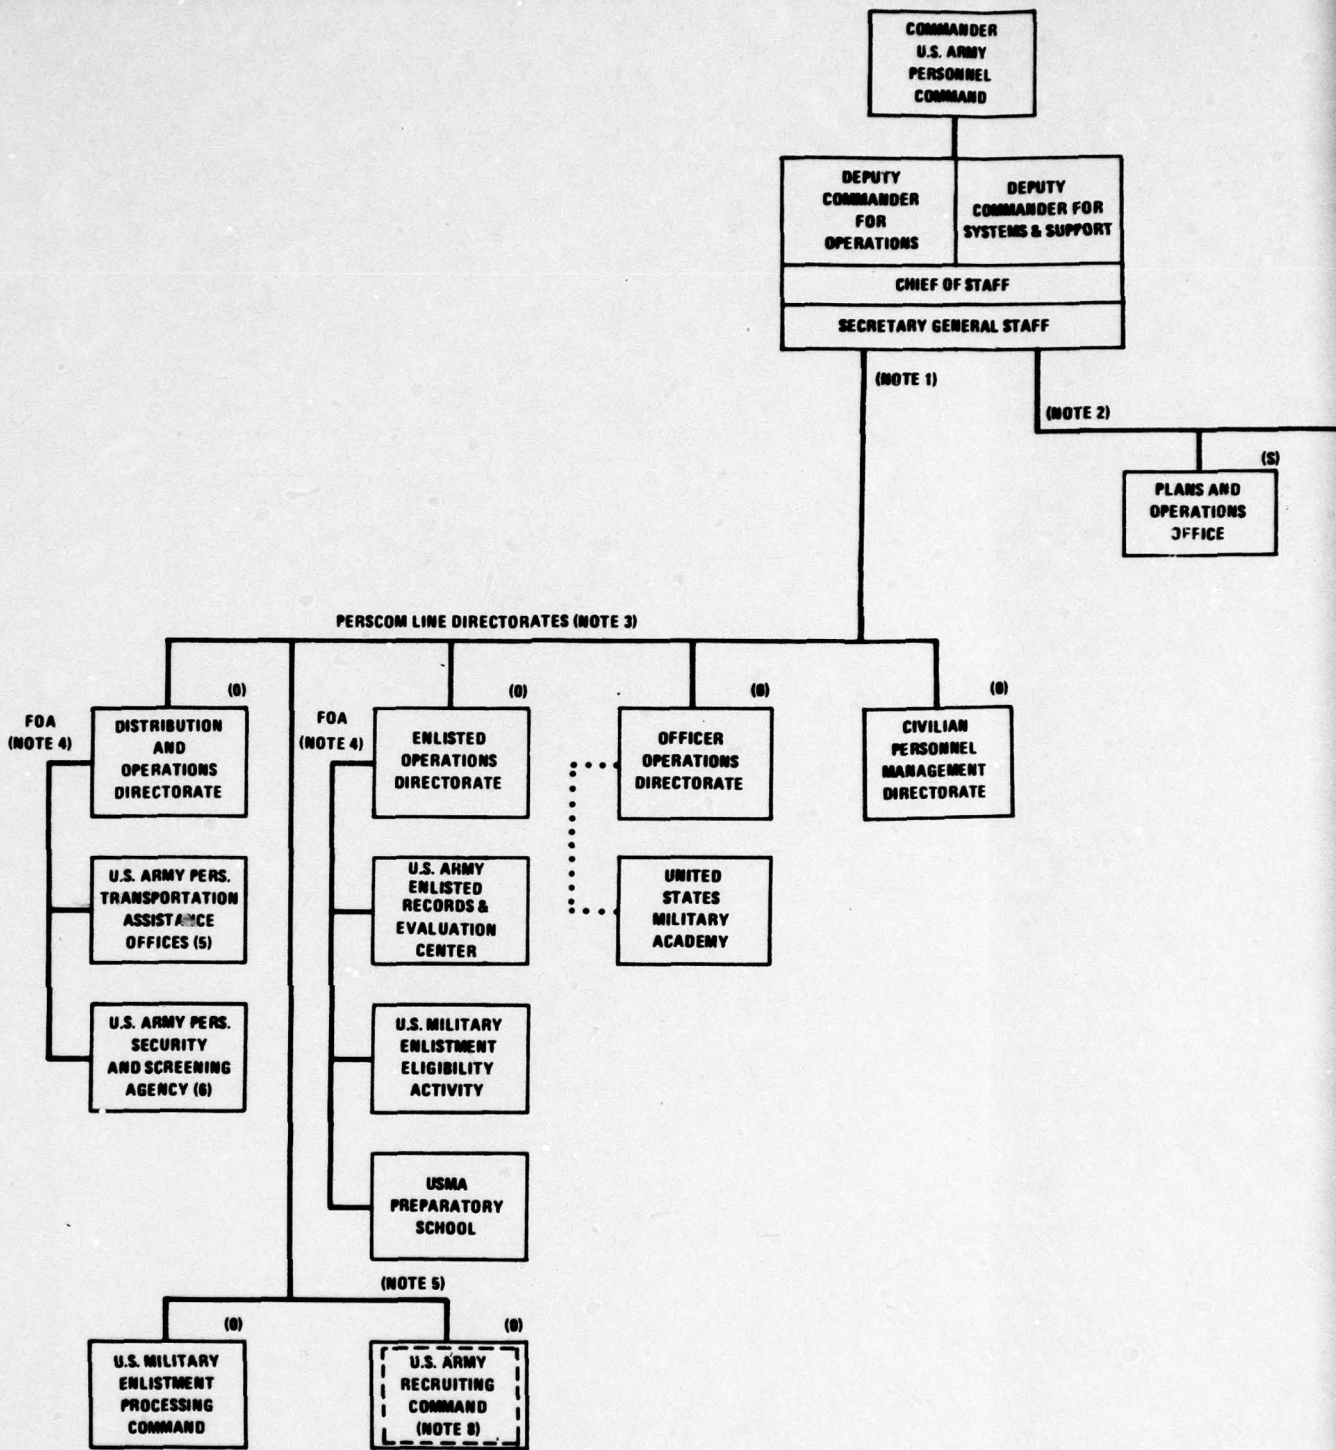 COMMANDER
U.S. ARMY
PERSONNEL
COMMAND
DEPUTY
COMMANDER
FOR
OPERATIONS
DEPUTY
COMMANDER FOR
SYSTEMS & SUPPORT
CHIEF OF STAFF
SECRETARY GENERAL STAFF
(NOTE 1)
(NOTE 2)
(S)
PLANS AND
OPERATIONS
OFFICE
PERSCOM LINE DIRECTORATES (NOTE 3)
(O)
FOA
(NOTE 4)
DISTRIBUTION
AND
OPERATIONS
DIRECTORATE
U.S. ARMY PERS.
TRANSPORTATION
ASSISTANCE
OFFICES (5)
U.S. ARMY PERS.
SECURITY
AND SCREENING
AGENCY (6)
(O)
FOA
(NOTE 4)
ENLISTED
OPERATIONS
DIRECTORATE
U.S. ARMY
ENLISTED
RECORDS &
EVALUATION
CENTER
U.S. MILITARY
ENLISTMENT
ELIGIBILITY
ACTIVITY
USMA
PREPARATORY
SCHOOL
(O)
OFFICER
OPERATIONS
DIRECTORATE
UNITED
STATES
MILITARY
ACADEMY
(O)
CIVILIAN
PERSONNEL
MANAGEMENT
DIRECTORATE
(NOTE 5)
(O)
U.S. MILITARY
ENLISTMENT
PROCESSING
COMMAND
(O)
U.S. ARMY
RECRUITING
COMMAND
(NOTE 8)